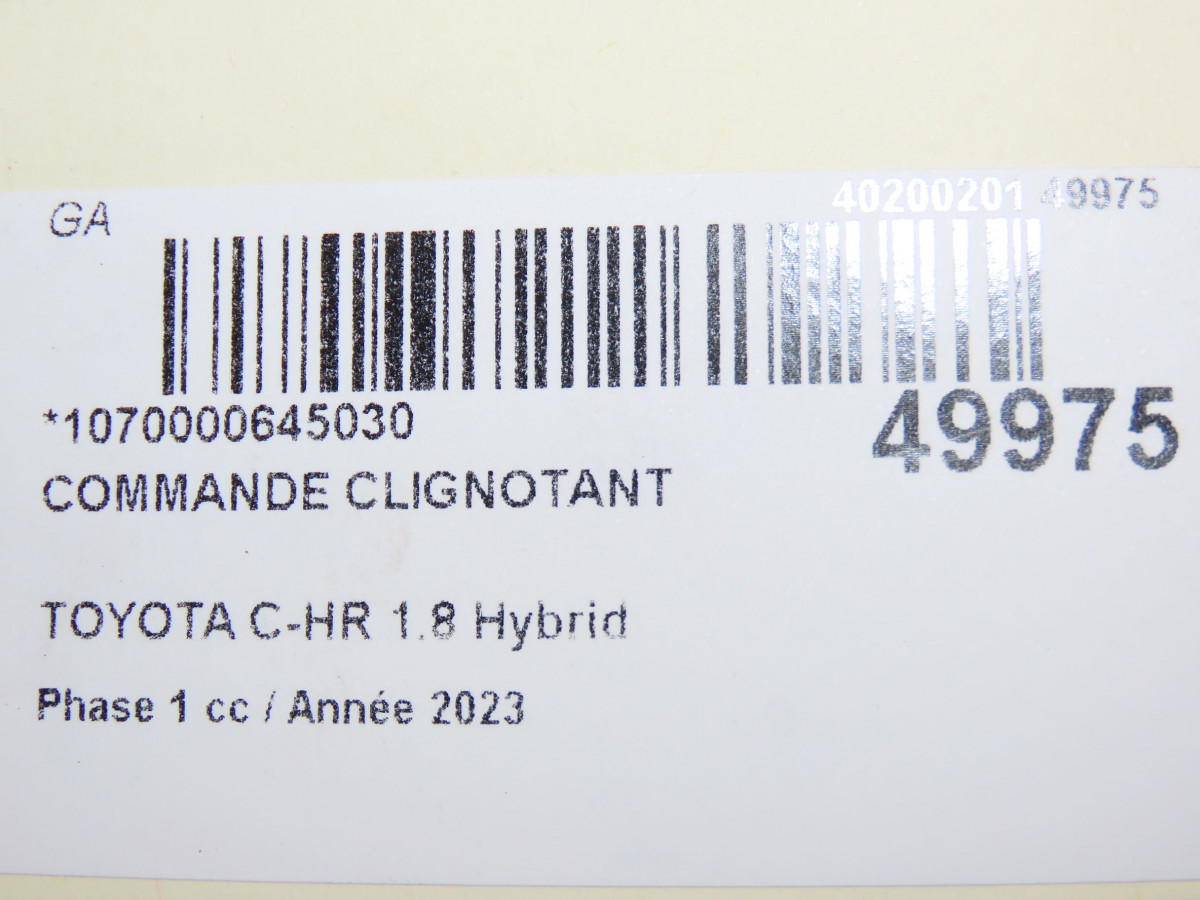 GA
40200201 49975
*1070000645030
49975
COMMANDE CLIGNOTANT
TOYOTA C-HR 1.8 Hybrid
Phase 1 cc / Année 2023